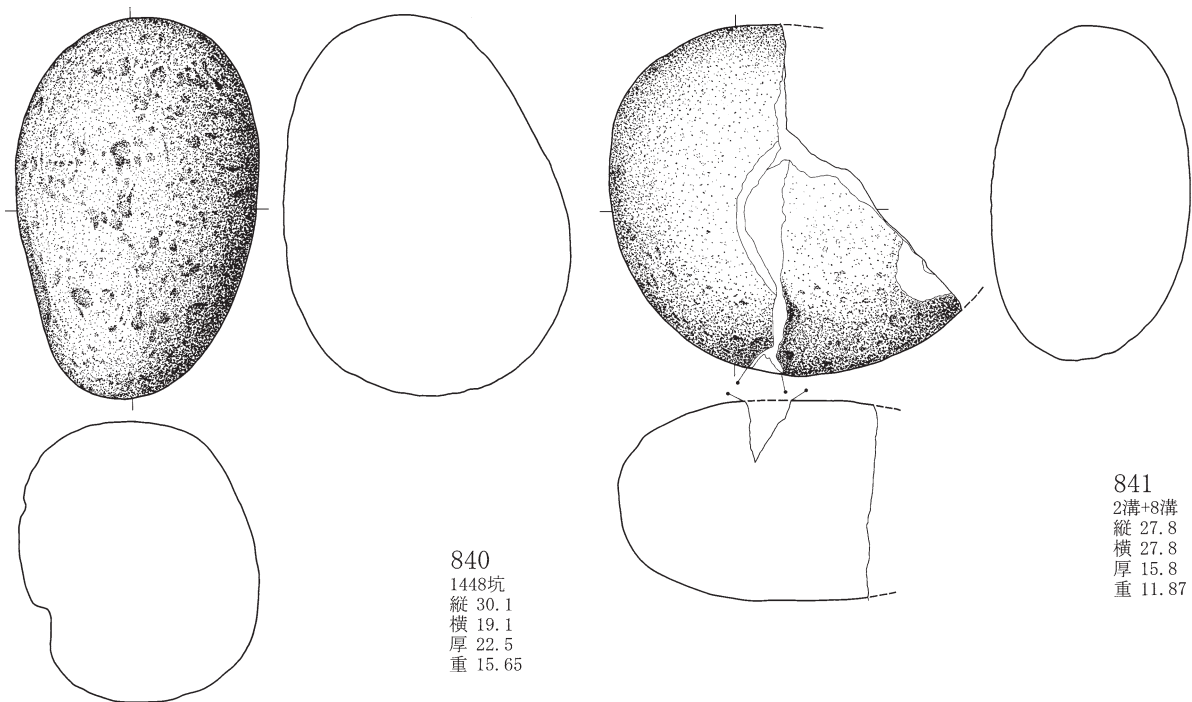 840
1448坑
縦 30.1
横 19.1
厚 22.5
重 15.65
841
2溝+8溝
縦 27.8
横 27.8
厚 15.8
重 11.87